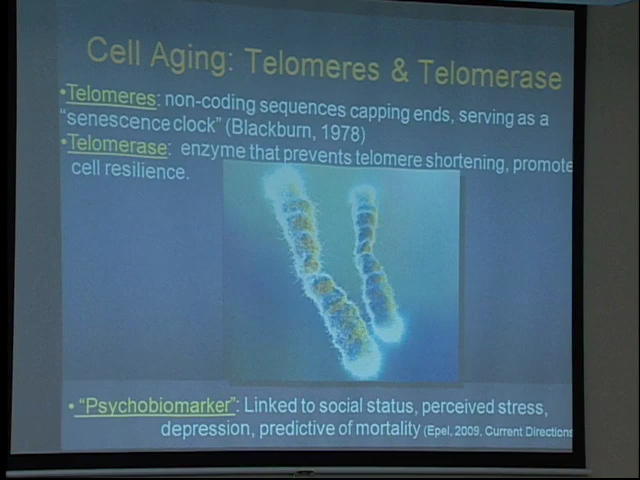 Cell Aging: Telomeres & Telomerase
•Telomeres: non-coding sequences capping ends, serving as a
"senescence clock" (Blackburn, 1978)
•Telomerase: enzyme that prevents telomere shortening, promote
cell resilience.
• "Psychobiomarker": Linked to social status, perceived stress,
depression, predictive of mortality (Epel, 2009, Current Directions